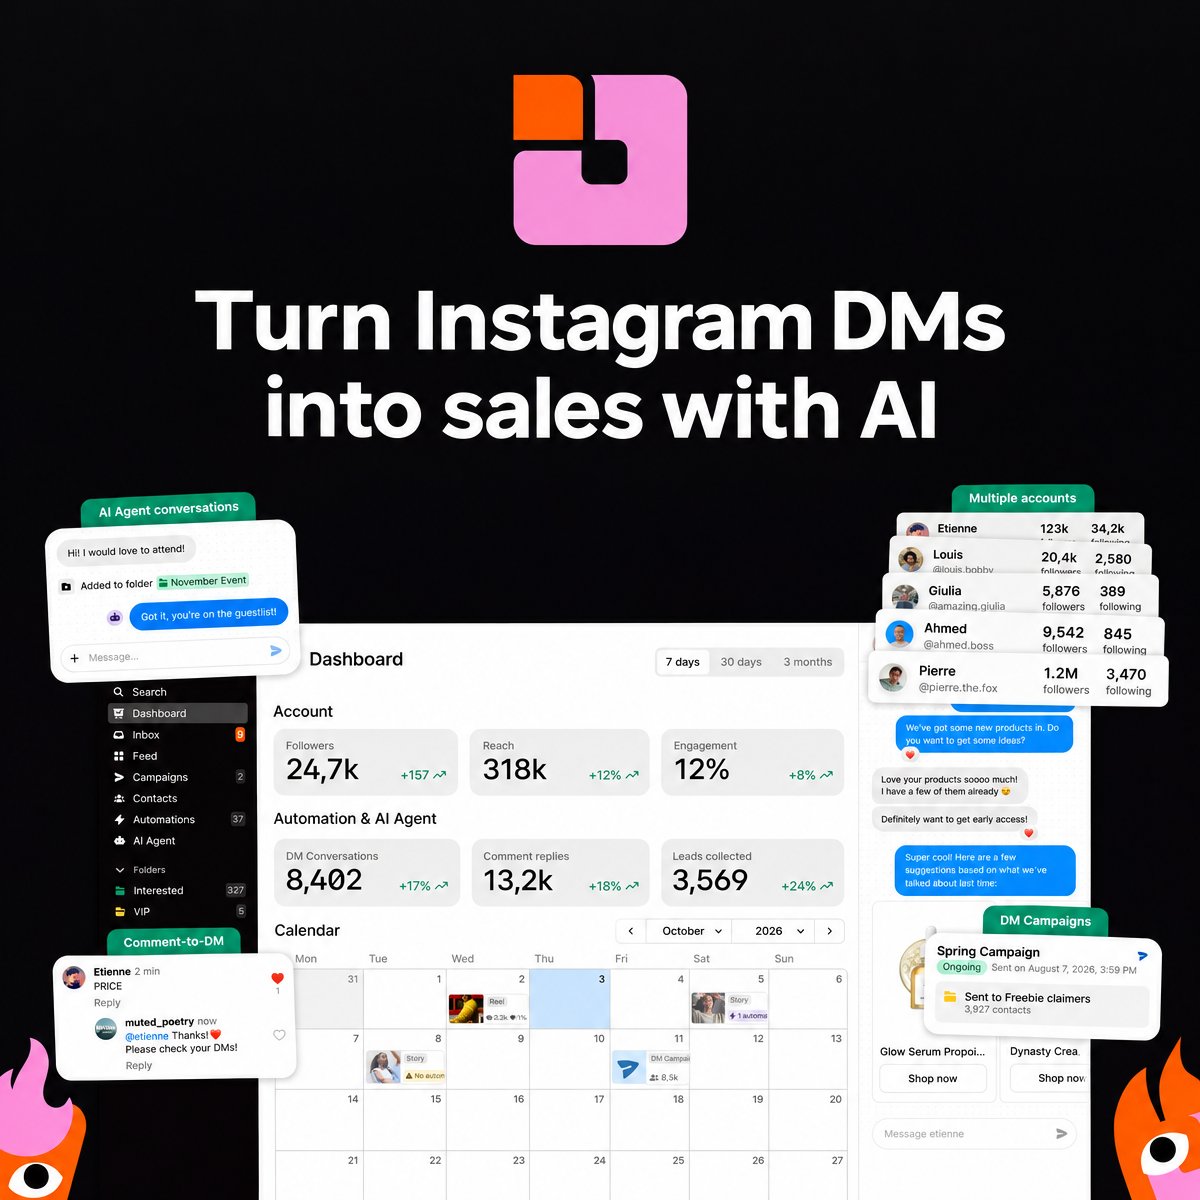 Turn Instagram DMs
into sales with AI
AI Agent conversations
Hi! I would love to attend!
Added to folder November Event
Got it, you're on the guestlist!
+ Message...
Multiple accounts
Etienne 123k 34,2k
Louis 20,4k 2,580
@louis.bobby followers following
Giulia 5,876 389
@amazing.giulia followers following
Ahmed 9,542 845
@ahmed.boss followers following
Pierre 1.2M 3,470
@pierre.the.fox followers following
Search
Dashboard
Inbox 9
Feed
Campaigns 2
Contacts
Automations 37
AI Agent
Folders
Interested 327
VIP 5
Dashboard
7 days 30 days 3 months
Account
Followers
24,7k +157
Reach
318k +12%
Engagement
12% +8%
Automation & AI Agent
DM Conversations
8,402 +17%
Comment replies
13,2k +18%
Leads collected
3,569 +24%
Calendar
October 2026
Mon Tue Wed Thu Fri Sat Sun
31 1 2 3 4 5 6
Reel
2.3k 1%
Story
1 automa
7 8 9 10 11 12 13
Story
No autom
DM Campai
8,5k
14 15 16 17 18 19 20
21 22 23 24 25 26 27
We've got some new products in. Do
you want to get some ideas?
Love your products soooo much!
I have a few of them already
Definitely want to get early access!
Super cool! Here are a few
suggestions based on what we've
talked about last time:
DM Campaigns
Spring Campaign
Ongoing Sent on August 7, 2026, 3:59 PM
Sent to Freebie claimers
3,927 contacts
Glow Serum Propoi...
Shop now
Dynasty Crea
Shop now
Message etienne
Comment-to-DM
Etienne 2 min
PRICE
1
Reply
muted_poetry now
@etienne Thanks!
Please check your DMs!
Reply